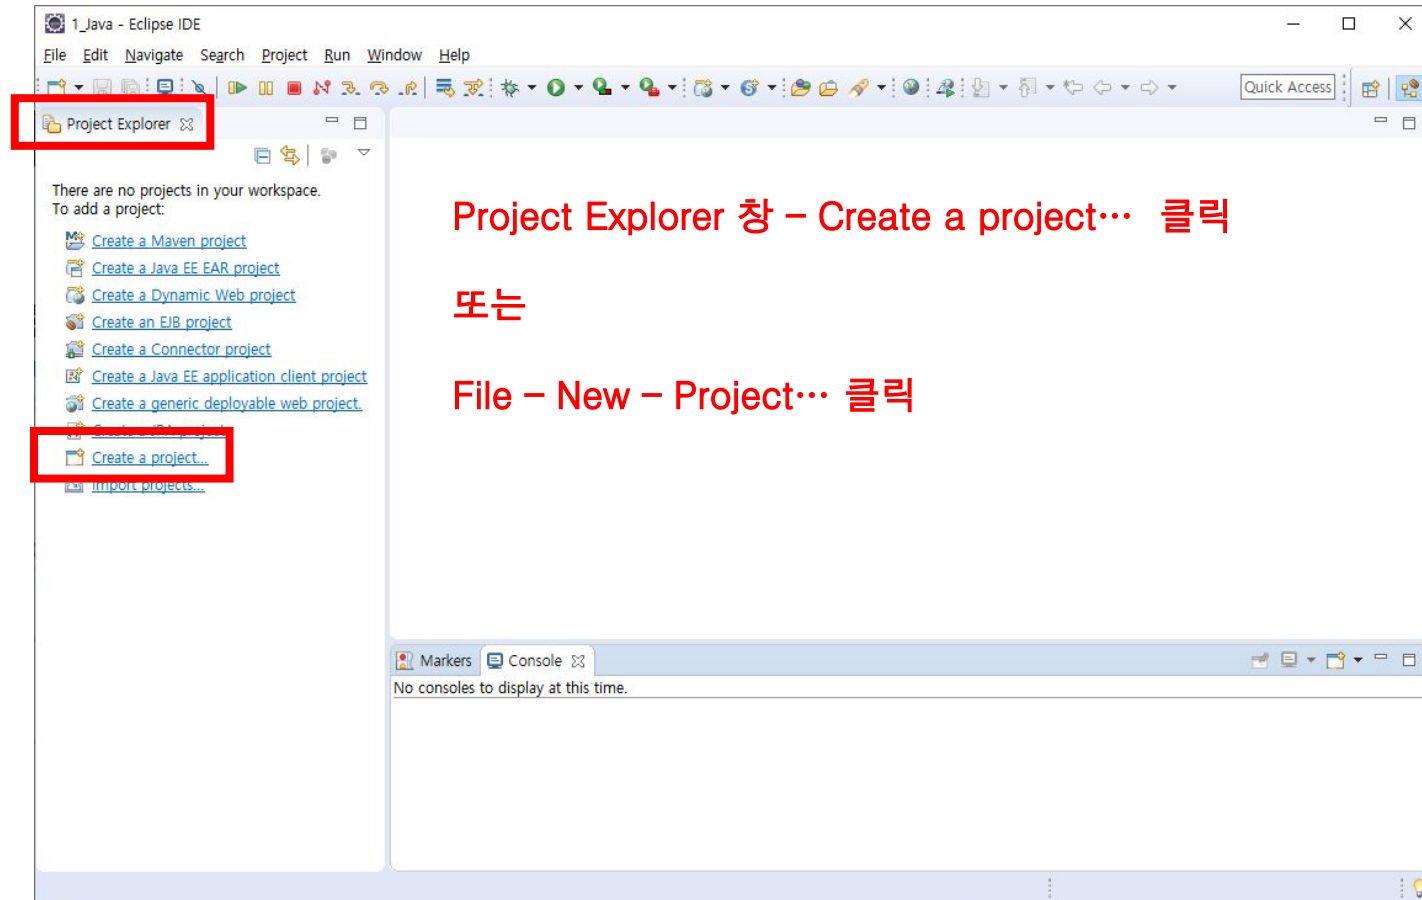 1_Java - Eclipse IDE
File Edit Navigate Search Project Run Window Help
Quick Access
Project Explorer
There are no projects in your workspace.
To add a project:
Create a Maven project
Create a Java EE EAR project
Create a Dynamic Web project
Create an EJB project
Create a Connector project
Create a Java EE application client project
Create a generic deployable web project.
Create a JPA project
Create a project...
Import projects...
Project Explorer 창 – Create a project… 클릭
또는
File – New – Project… 클릭
Markers Console
No consoles to display at this time.